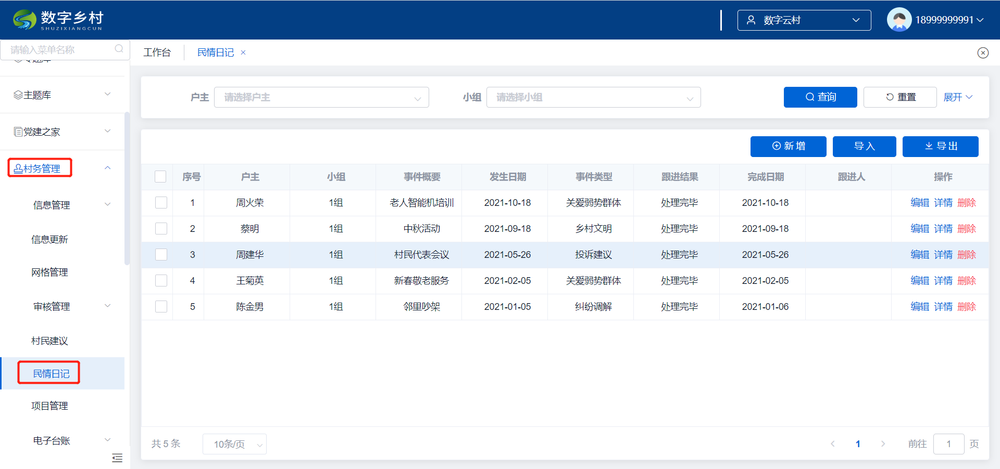 数字乡村
SHUZIXIANGCUN
数字云村
18999999991
请输入菜单名称
专题库
主题库
党建之家
村务管理
信息管理
信息更新
网格管理
审核管理
村民建议
民情日记
项目管理
电子台账
工作台 民情日记
户主 请选择户主 小组 请选择小组 查询 重置 展开
新增 导入 导出
序号 户主 小组 事件概要 发生日期 事件类型 跟进结果 完成日期 跟进人 操作
1 周火荣 1组 老人智能机培训 2021-10-18 关爱弱势群体 处理完毕 2021-10-18 编辑 详情 删除
2 蔡明 1组 中秋活动 2021-09-18 乡村文明 处理完毕 2021-09-18 编辑 详情 删除
3 周建华 1组 村民代表会议 2021-05-26 投诉建议 处理完毕 2021-05-26 编辑 详情 删除
4 王菊英 1组 新春敬老服务 2021-02-05 关爱弱势群体 处理完毕 2021-02-05 编辑 详情 删除
5 陈金男 1组 邻里吵架 2021-01-05 纠纷调解 处理完毕 2021-01-06 编辑 详情 删除
共 5 条 10条/页 1 前往 1 页